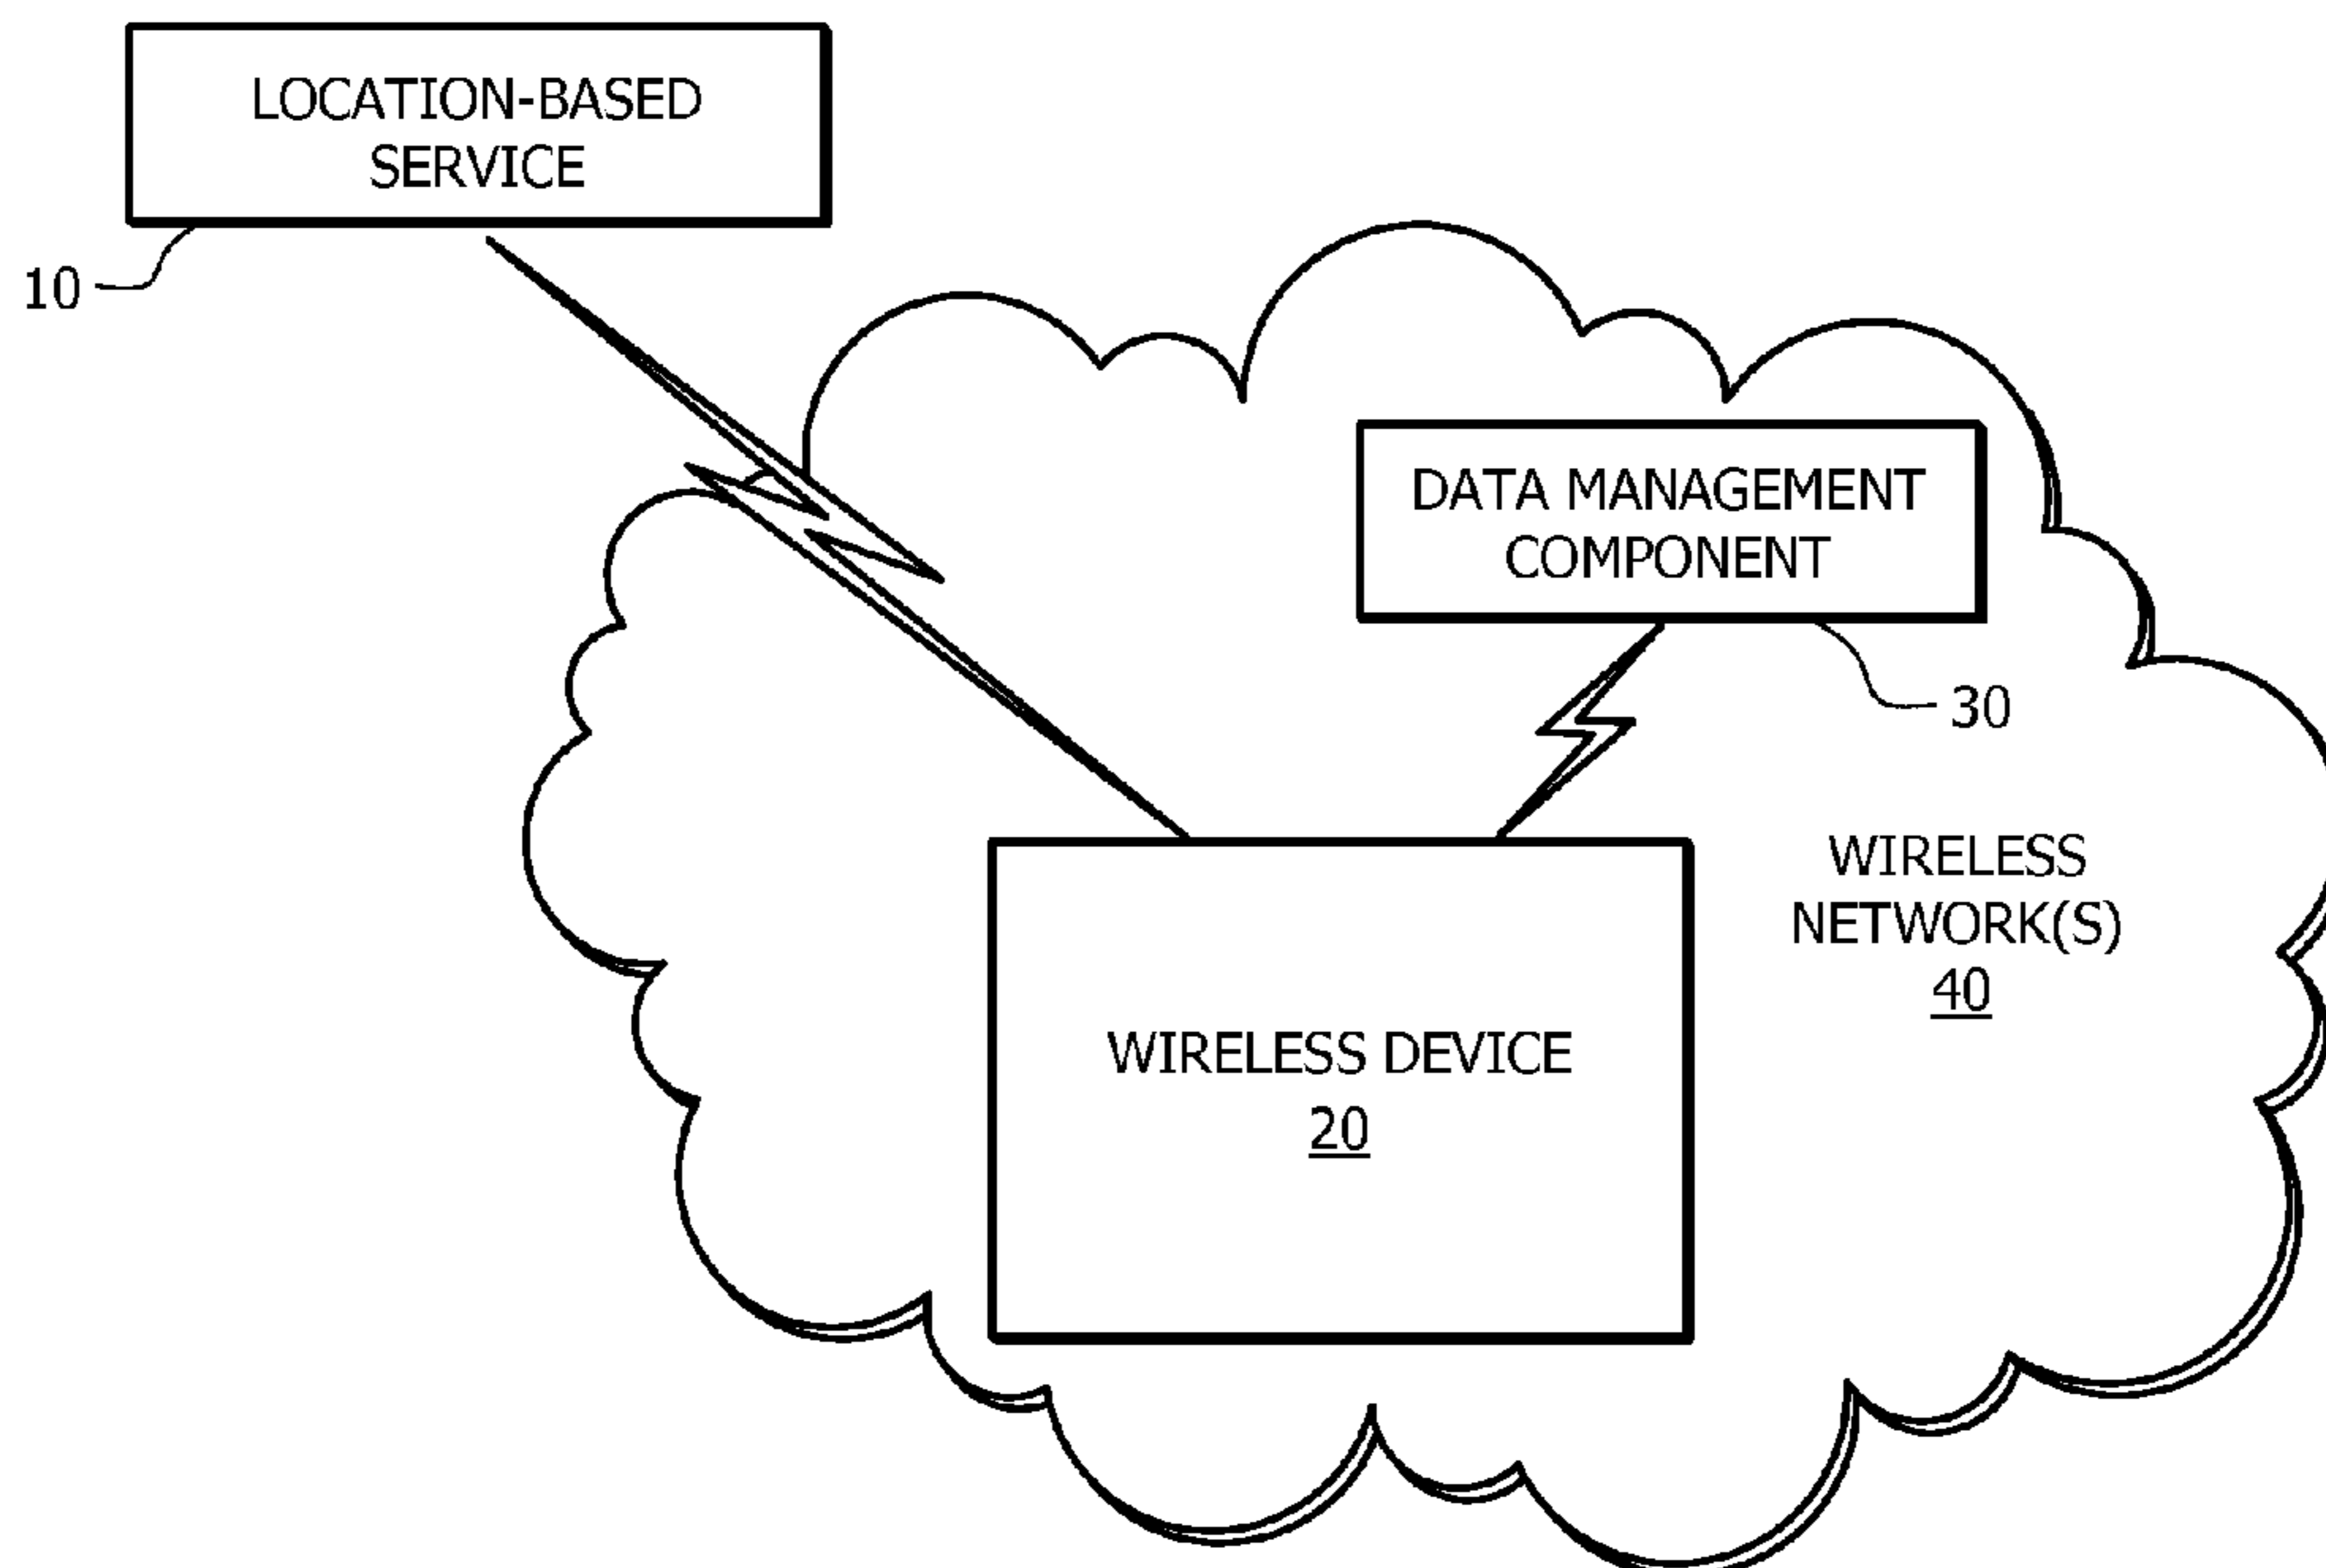 LOCATION-BASED
SERVICE
10
DATA MANAGEMENT
COMPONENT
30
WIRELESS
NETWORK(S)
40
WIRELESS DEVICE
20